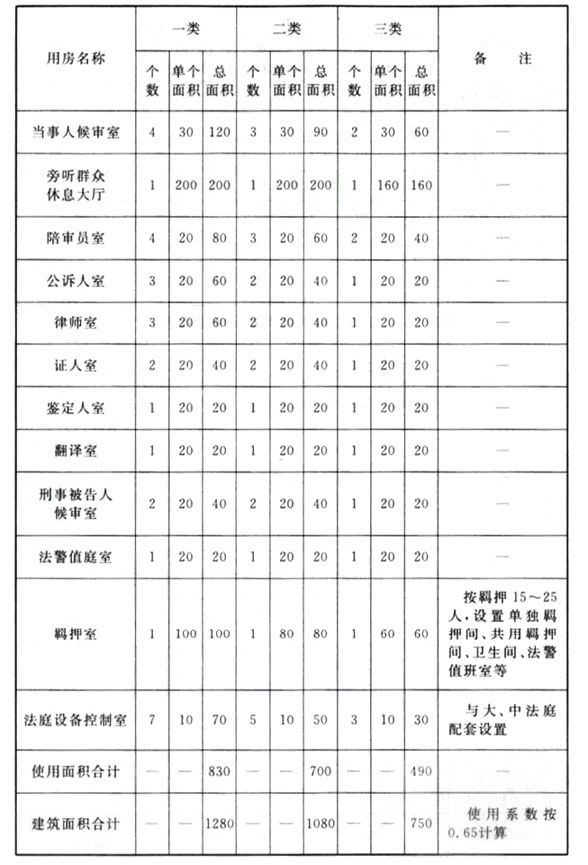 用房名称 一类 二类 三类 备 注
个数 单个面积 总面积 个数 单个面积 总面积 个数 单个面积 总面积
当事人候审室 4 30 120 3 30 90 2 30 60 —
旁听群众
休息大厅 1 200 200 1 200 200 1 160 160 —
陪审员室 4 20 80 3 20 60 2 20 40 —
公诉人室 3 20 60 2 20 40 1 20 20 —
律师室 3 20 60 2 20 40 1 20 20 —
证人室 2 20 40 2 20 40 1 20 20 —
鉴定人室 1 20 20 1 20 20 1 20 20 —
翻译室 1 20 20 1 20 20 1 20 20 —
刑事被告人
候审室 2 20 40 2 20 40 1 20 20 —
法警值庭室 1 20 20 1 20 20 1 20 20 —
羁押室 1 100 100 1 80 80 1 60 60 按羁押15～25
人,设置单独羁
押间、共用羁押
间、卫生间、法警
值班室等
法庭设备控制室 7 10 70 5 10 50 3 10 30 与大、中法庭
配套设置
使用面积合计 — — 830 — — 700 — — 490 —
建筑面积合计 — — 1280 — — 1080 — — 750 使用系数按
0.65计算